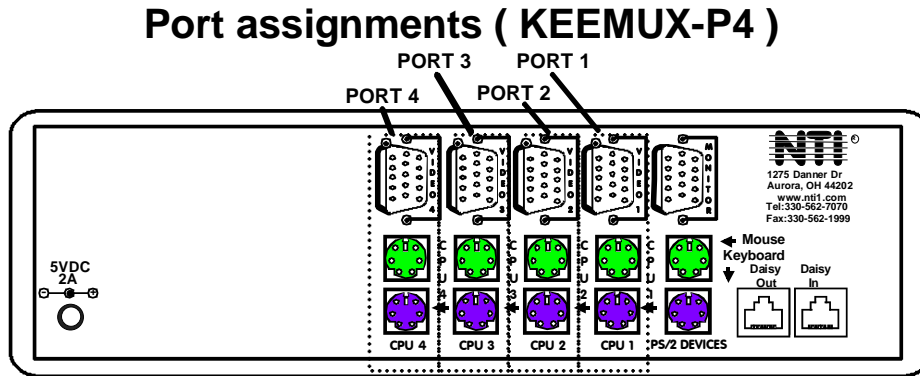 Port assignments ( KEEMUX-P4 )
PORT 3
PORT 1
PORT 4
PORT 2
VIDEO 4
VIDEO 3
VIDEO 2
VIDEO 1
MONITOR
NTI ®
1275 Danner Dr
Aurora, OH 44202
www.nti1.com
Tel:330-562-7070
Fax:330-562-1999
5VDC
2A
CPU 4
CPU 3
CPU 2
CPU 1
Mouse
Keyboard
Daisy Out
Daisy In
CPU 4
CPU 3
CPU 2
CPU 1
PS/2 DEVICES